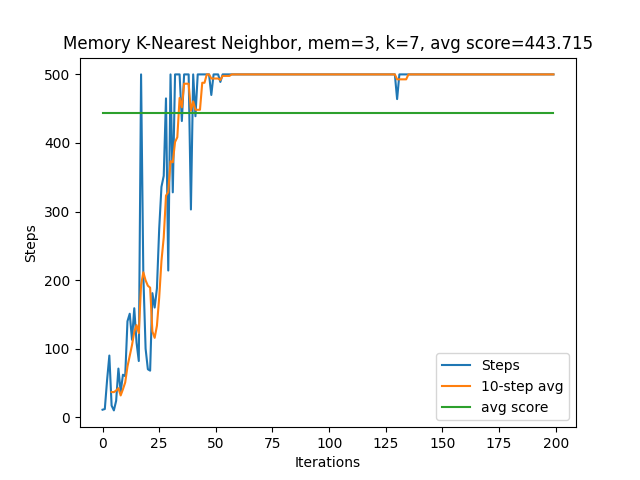 Memory K-Nearest Neighbor, mem=3, k=7, avg score=443.715
500
400
300
200
100
0
Steps
0 25 50 75 100 125 150 175 200
Iterations
Steps
10-step avg
avg score